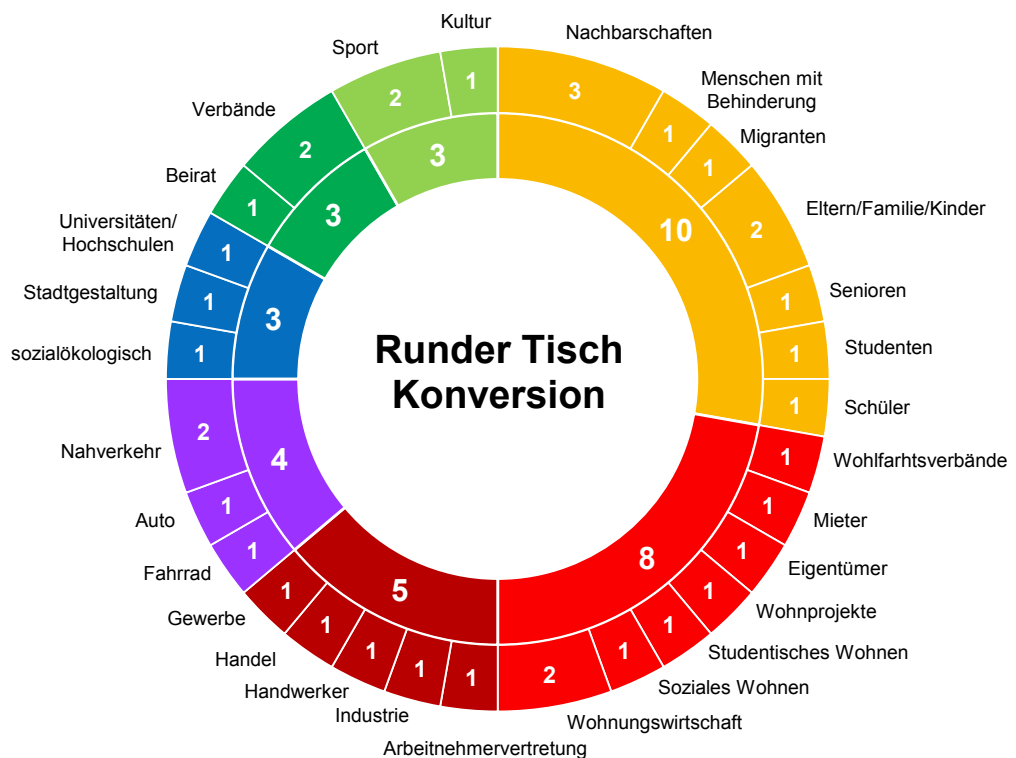 Kultur
1
Sport
2
3
Nachbarschaften
3
Menschen mit
Behinderung
1
Migranten
1
Eltern/Familie/Kinder
2
Senioren
1
Studenten
1
Schüler
1
10
Wohlfarhtsverbände
1
Mieter
1
Eigentümer
1
Wohnprojekte
1
Studentisches Wohnen
1
Soziales Wohnen
1
Wohnungswirtschaft
2
8
Arbeitnehmervertretung
1
Industrie
1
Handwerker
1
Handel
1
Gewerbe
1
5
Fahrrad
1
Auto
1
Nahverkehr
2
4
sozialökologisch
1
Stadtgestaltung
1
Universitäten/
Hochschulen
1
3
Beirat
1
Verbände
2
3
Runder Tisch
Konversion